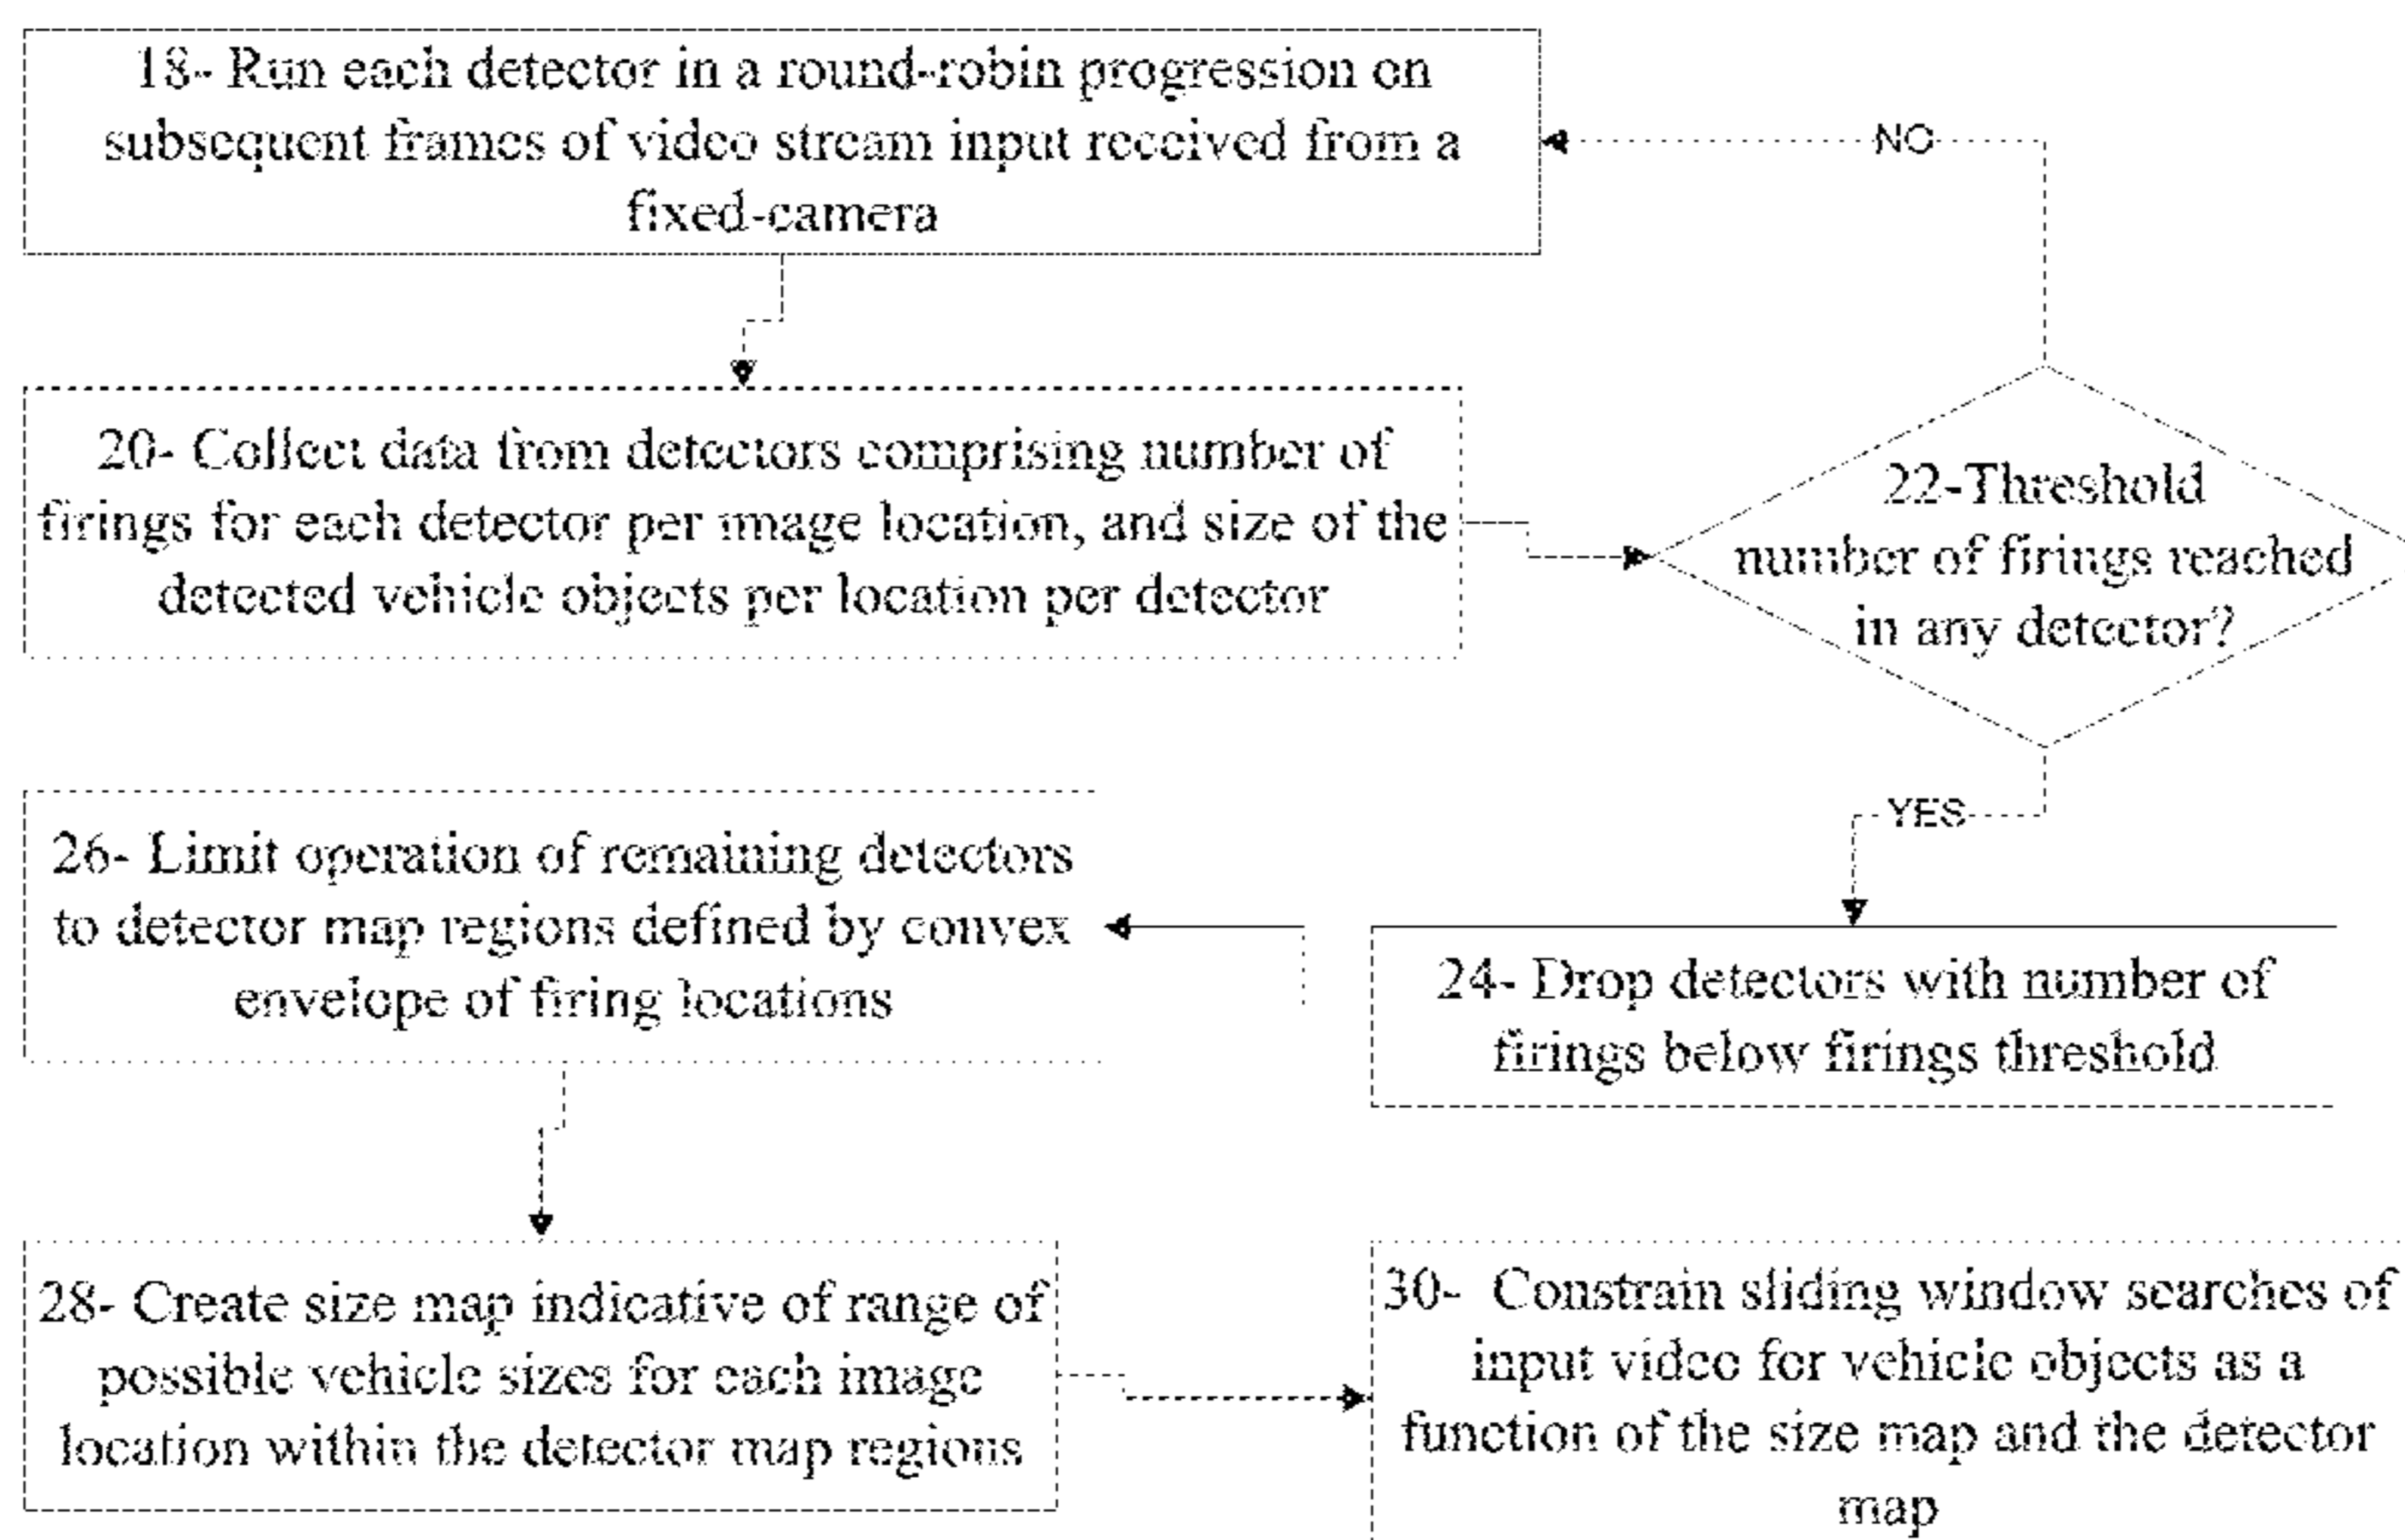 18- Run each detector in a round-robin progression on
subsequent frames of video stream input received from a
fixed-camera
NO
20- Collect data from detectors comprising number of
firings for each detector per image location, and size of the
detected vehicle objects per location per detector
22-Threshold
number of firings reached
in any detector?
YES
26- Limit operation of remaining detectors
to detector map regions defined by convex
envelope of firing locations
24- Drop detectors with number of
firings below firings threshold
28- Create size map indicative of range of
possible vehicle sizes for each image
location within the detector map regions
30- Constrain sliding window searches of
input video for vehicle objects as a
function of the size map and the detector
map